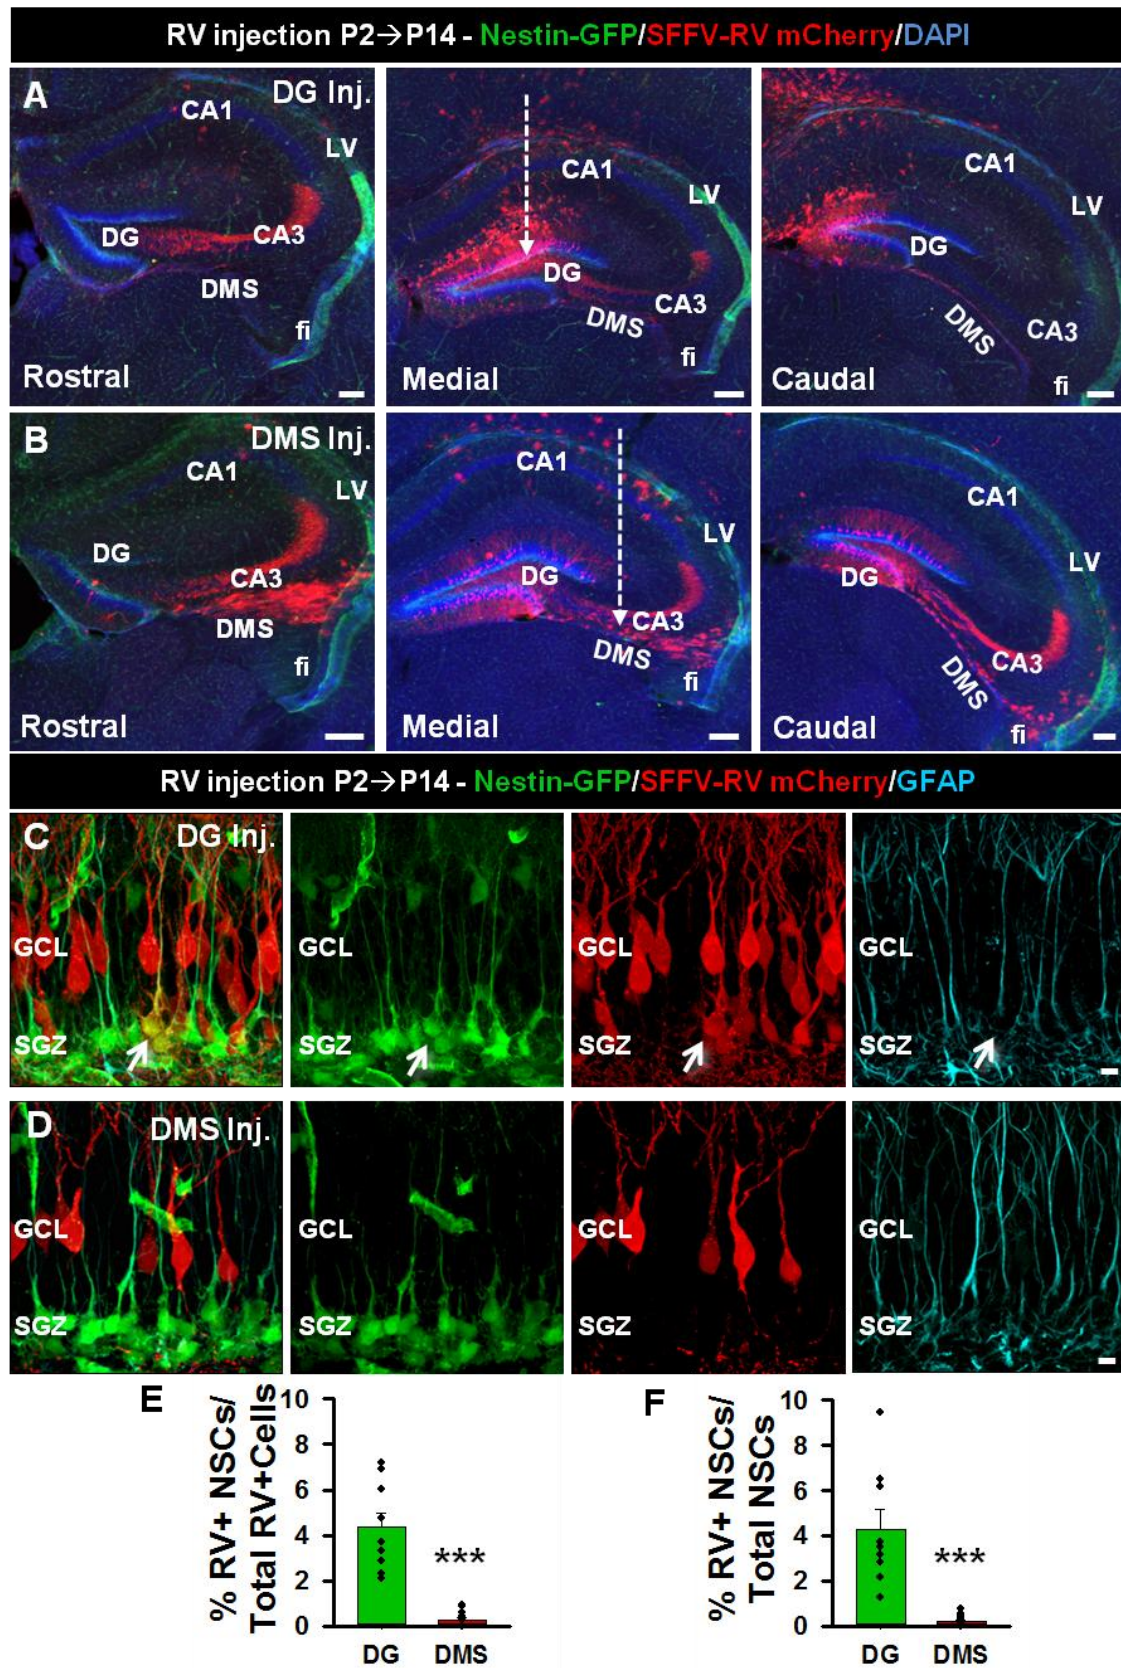 RV injection P2→P14 - Nestin-GFP/SFFV-RV mCherry/DAPI
A
DG Inj.
CA1
LV
DG
CA3
DMS
fi
Rostral
CA1
LV
DG
CA3
DMS
fi
Medial
CA1
LV
DG
CA3
DMS
fi
Caudal
B
DMS Inj.
CA1
LV
DG
CA3
DMS
fi
Rostral
CA1
LV
DG
CA3
DMS
fi
Medial
CA1
LV
DG
CA3
DMS
fi
Caudal
RV injection P2→P14 - Nestin-GFP/SFFV-RV mCherry/GFAP
C
DG Inj.
GCL
SGZ
GCL
SGZ
GCL
SGZ
GCL
SGZ
D
DMS Inj.
GCL
SGZ
GCL
SGZ
GCL
SGZ
GCL
SGZ
E
% RV+ NSCs/
Total RV+Cells
10
8
6
4
2
0
***
DG
DMS
F
% RV+ NSCs/
Total NSCs
10
8
6
4
2
0
***
DG
DMS